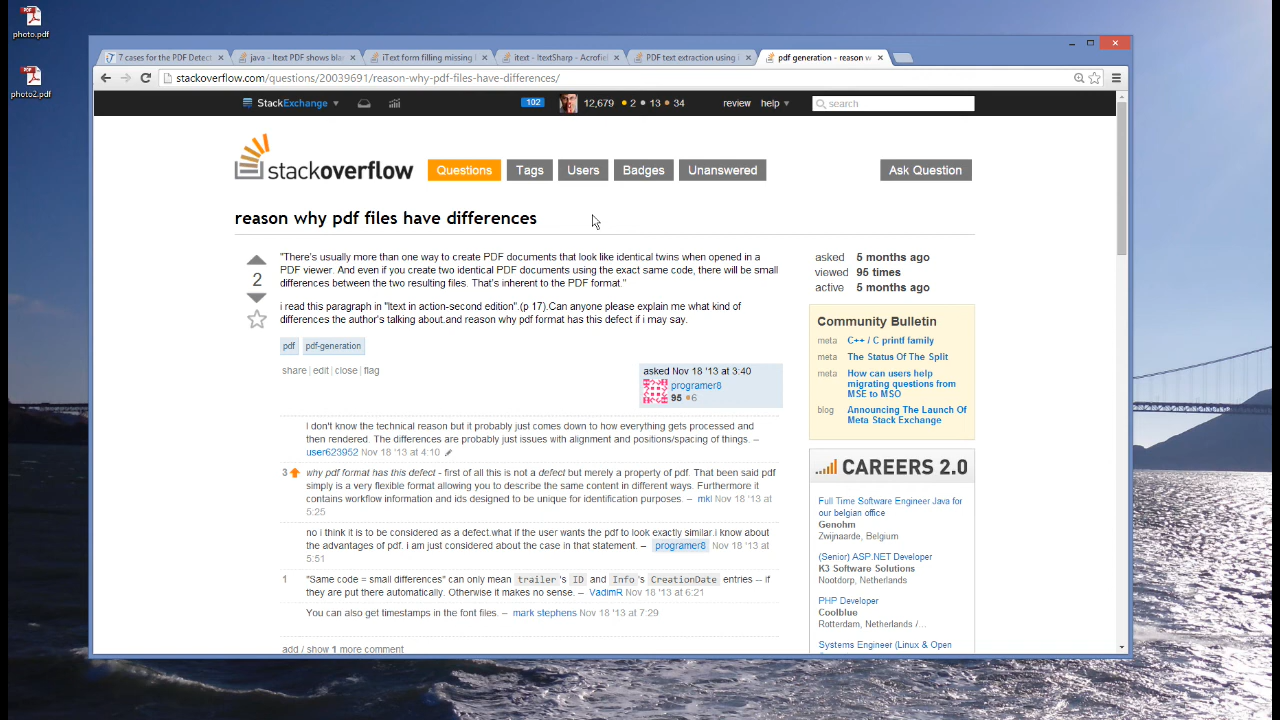 photo.pdf
photo2.pdf
7 cases for the PDF Detect
java - Itext PDF shows blan
iText form filling missing
itext - ItextSharp - Acrofiel
PDF text extraction using i
pdf generation - reason w
stackoverflow.com/questions/20039691/reason-why-pdf-files-have-differences/
StackExchange
102
12,679 2 13 34
review
help
search
stackoverflow
Questions
Tags
Users
Badges
Unanswered
Ask Question
reason why pdf files have differences
2
"There's usually more than one way to create PDF documents that look like identical twins when opened in a
PDF viewer. And even if you create two identical PDF documents using the exact same code, there will be small
differences between the two resulting files. That's inherent to the PDF format."
i read this paragraph in "Itext in action-second edition".(p 17).Can anyone please explain me what kind of
differences the author's talking about.and reason why pdf format has this defect if i may say.
pdf
pdf-generation
share edit close flag
asked Nov 18 '13 at 3:40
programer8
95 6
I don't know the technical reason but it probably just comes down to how everything gets processed and
then rendered. The differences are probably just issues with alignment and positions/spacing of things. –
user623952 Nov 18 '13 at 4:10
3 why pdf format has this defect - first of all this is not a defect but merely a property of pdf. That been said pdf
simply is a very flexible format allowing you to describe the same content in different ways. Furthermore it
contains workflow information and ids designed to be unique for identification purposes. – mkl Nov 18 '13 at
5:25
no i think it is to be considered as a defect.what if the user wants the pdf to look exactly similar.i know about
the advantages of pdf. i am just considered about the case in that statement. – programer8 Nov 18 '13 at
5:51
1 "Same code = small differences" can only mean trailer's ID and Info's CreationDate entries -- if
they are put there automatically. Otherwise it makes no sense. – VadimR Nov 18 '13 at 6:21
You can also get timestamps in the font files. – mark stephens Nov 18 '13 at 7:29
add / show 1 more comment
asked 5 months ago
viewed 95 times
active 5 months ago
Community Bulletin
meta C++ / C printf family
meta The Status Of The Split
meta How can users help
migrating questions from
MSE to MSO
blog Announcing The Launch Of
Meta Stack Exchange
CAREERS 2.0
Full Time Software Engineer Java for
our belgian office
Genohm
Zwijnaarde, Belgium
(Senior) ASP.NET Developer
K3 Software Solutions
Nootdorp, Netherlands
PHP Developer
Coolblue
Rotterdam, Netherlands /…
Systems Engineer (Linux & Open